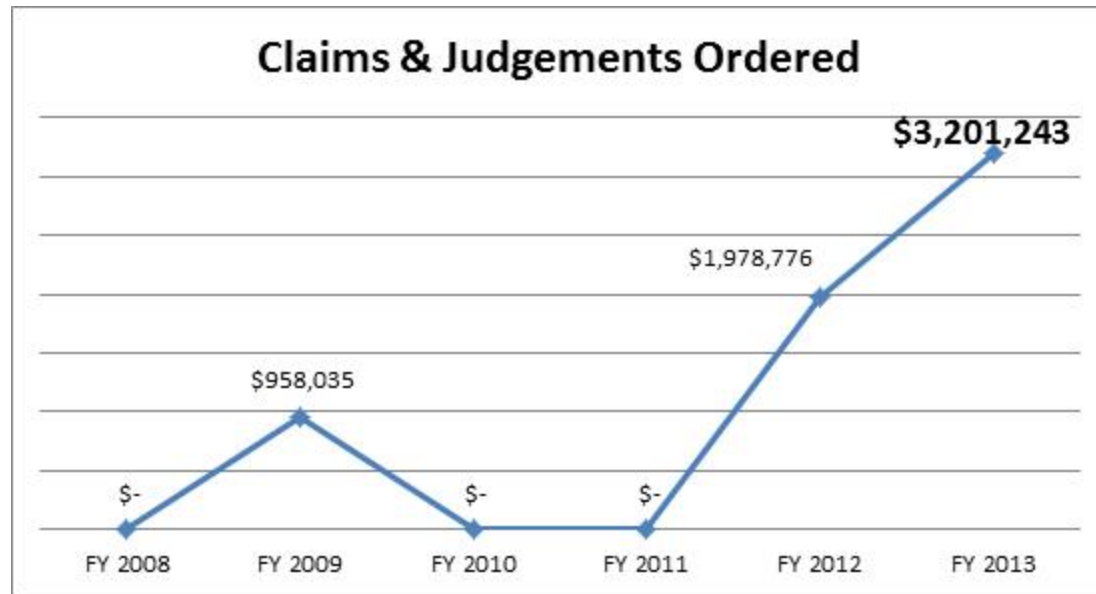 Claims & Judgements Ordered
$3,201,243
$1,978,776
$958,035
$-
$-
$-
FY 2008
FY 2009
FY 2010
FY 2011
FY 2012
FY 2013